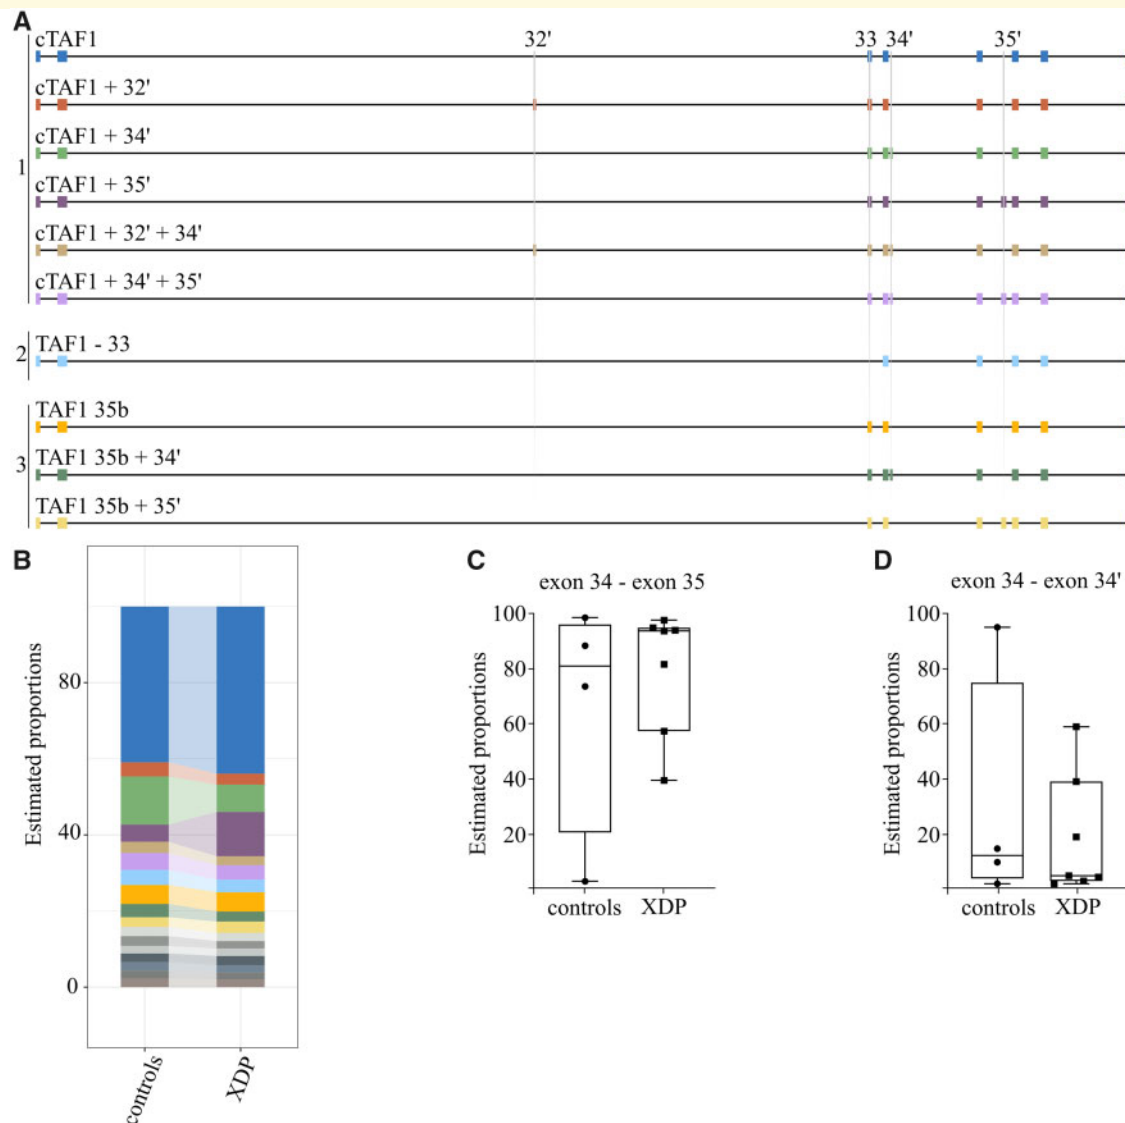 A
cTAF1 32' 33 34' 35'
cTAF1 + 32'
cTAF1 + 34'
1
cTAF1 + 35'
cTAF1 + 32' + 34'
cTAF1 + 34' + 35'
2
TAF1 - 33
TAF1 35b
3
TAF1 35b + 34'
TAF1 35b + 35'
B
Estimated proportions
80
40
0
controls XDP
C
exon 34 - exon 35
Estimated proportions
100
80
60
40
20
controls XDP
D
exon 34 - exon 34'
Estimated proportions
100
80
60
40
20
controls XDP